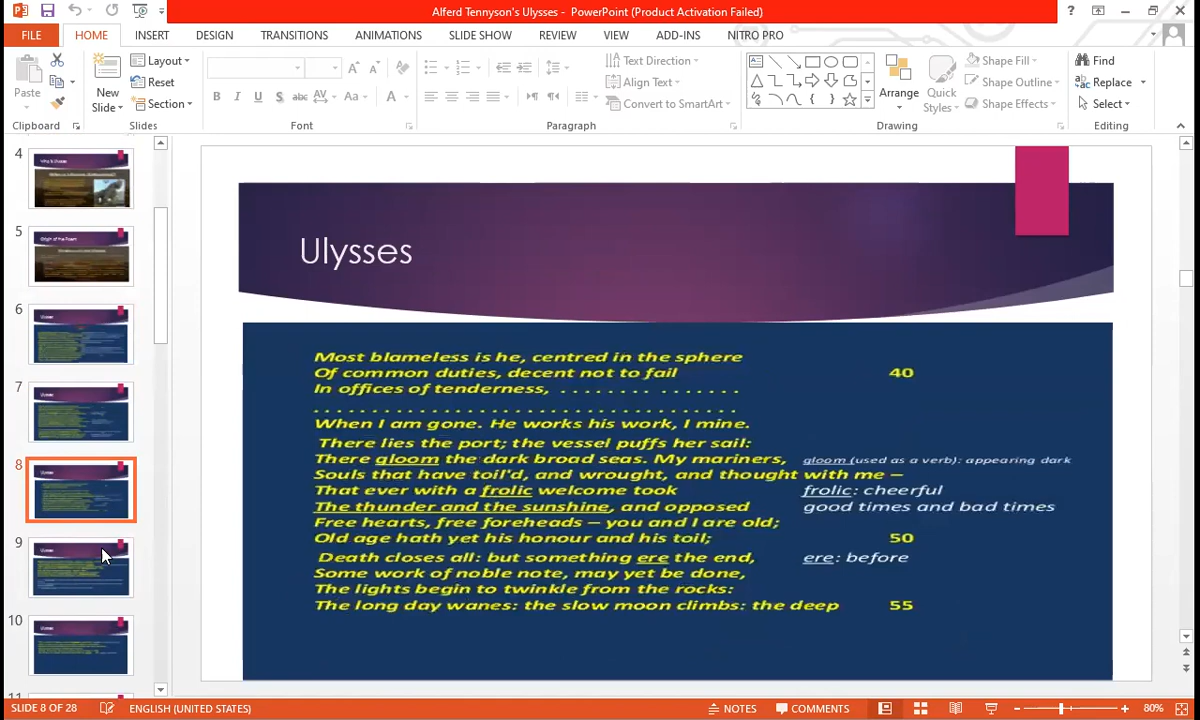 Alferd Tennyson's Ulysses - PowerPoint (Product Activation Failed)
FILE HOME INSERT DESIGN TRANSITIONS ANIMATIONS SLIDE SHOW REVIEW VIEW ADD-INS NITRO PRO
Paste
New
Slide
Layout
Reset
Section
B I U S abc AV Aa A
Text Direction
Align Text
Convert to SmartArt
Arrange
Quick
Styles
Shape Fill
Shape Outline
Shape Effects
Find
Replace
Select
Clipboard Slides Font Paragraph Drawing Editing
4
5
Origin of the Poem
6
7
8
9
10
11
Ulysses
Most blameless is he, centred in the sphere
Of common duties, decent not to fail 40
In offices of tenderness, . . . . . . . . . . . . . . .
. . . . . . . . . . . . . . . . . . . . . . . . . . . . . . . . . . .
When I am gone. He works his work, I mine.
There lies the port; the vessel puffs her sail:
There gloom the dark broad seas. My mariners, gloom (used as a verb): appearing dark
Souls that have toil'd, and wrought, and thought with me –
That ever with a frolic welcome took frolic: cheerful
The thunder and the sunshine, and opposed good times and bad times
Free hearts, free foreheads – you and I are old;
Old age hath yet his honour and his toil; 50
Death closes all: but something ere the end, ere: before
Some work of noble note, may yet be done,
The lights begin to twinkle from the rocks:
The long day wanes: the slow moon climbs: the deep 55
SLIDE 8 OF 28 ENGLISH (UNITED STATES) NOTES COMMENTS 80%